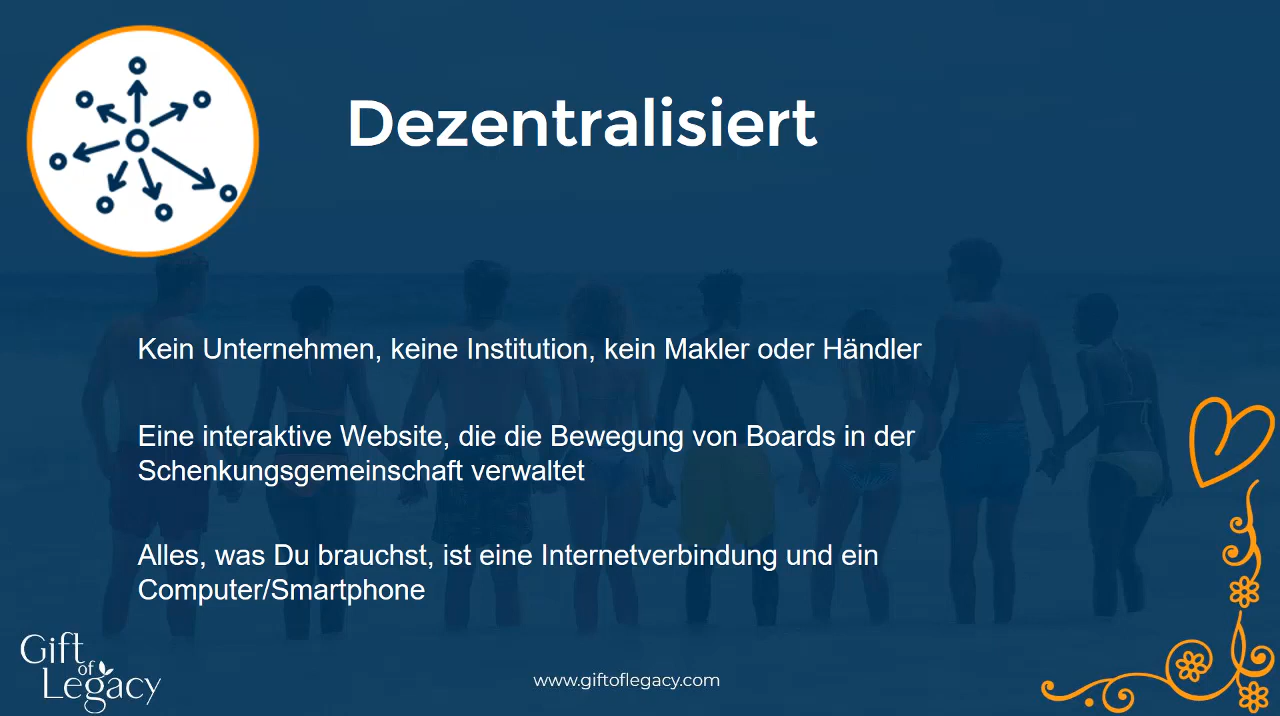 Dezentralisiert
Kein Unternehmen, keine Institution, kein Makler oder Händler
Eine interaktive Website, die die Bewegung von Boards in der
Schenkungsgemeinschaft verwaltet
Alles, was Du brauchst, ist eine Internetverbindung und ein
Computer/Smartphone
Gift
of
Legacy
www.giftoflegacy.com